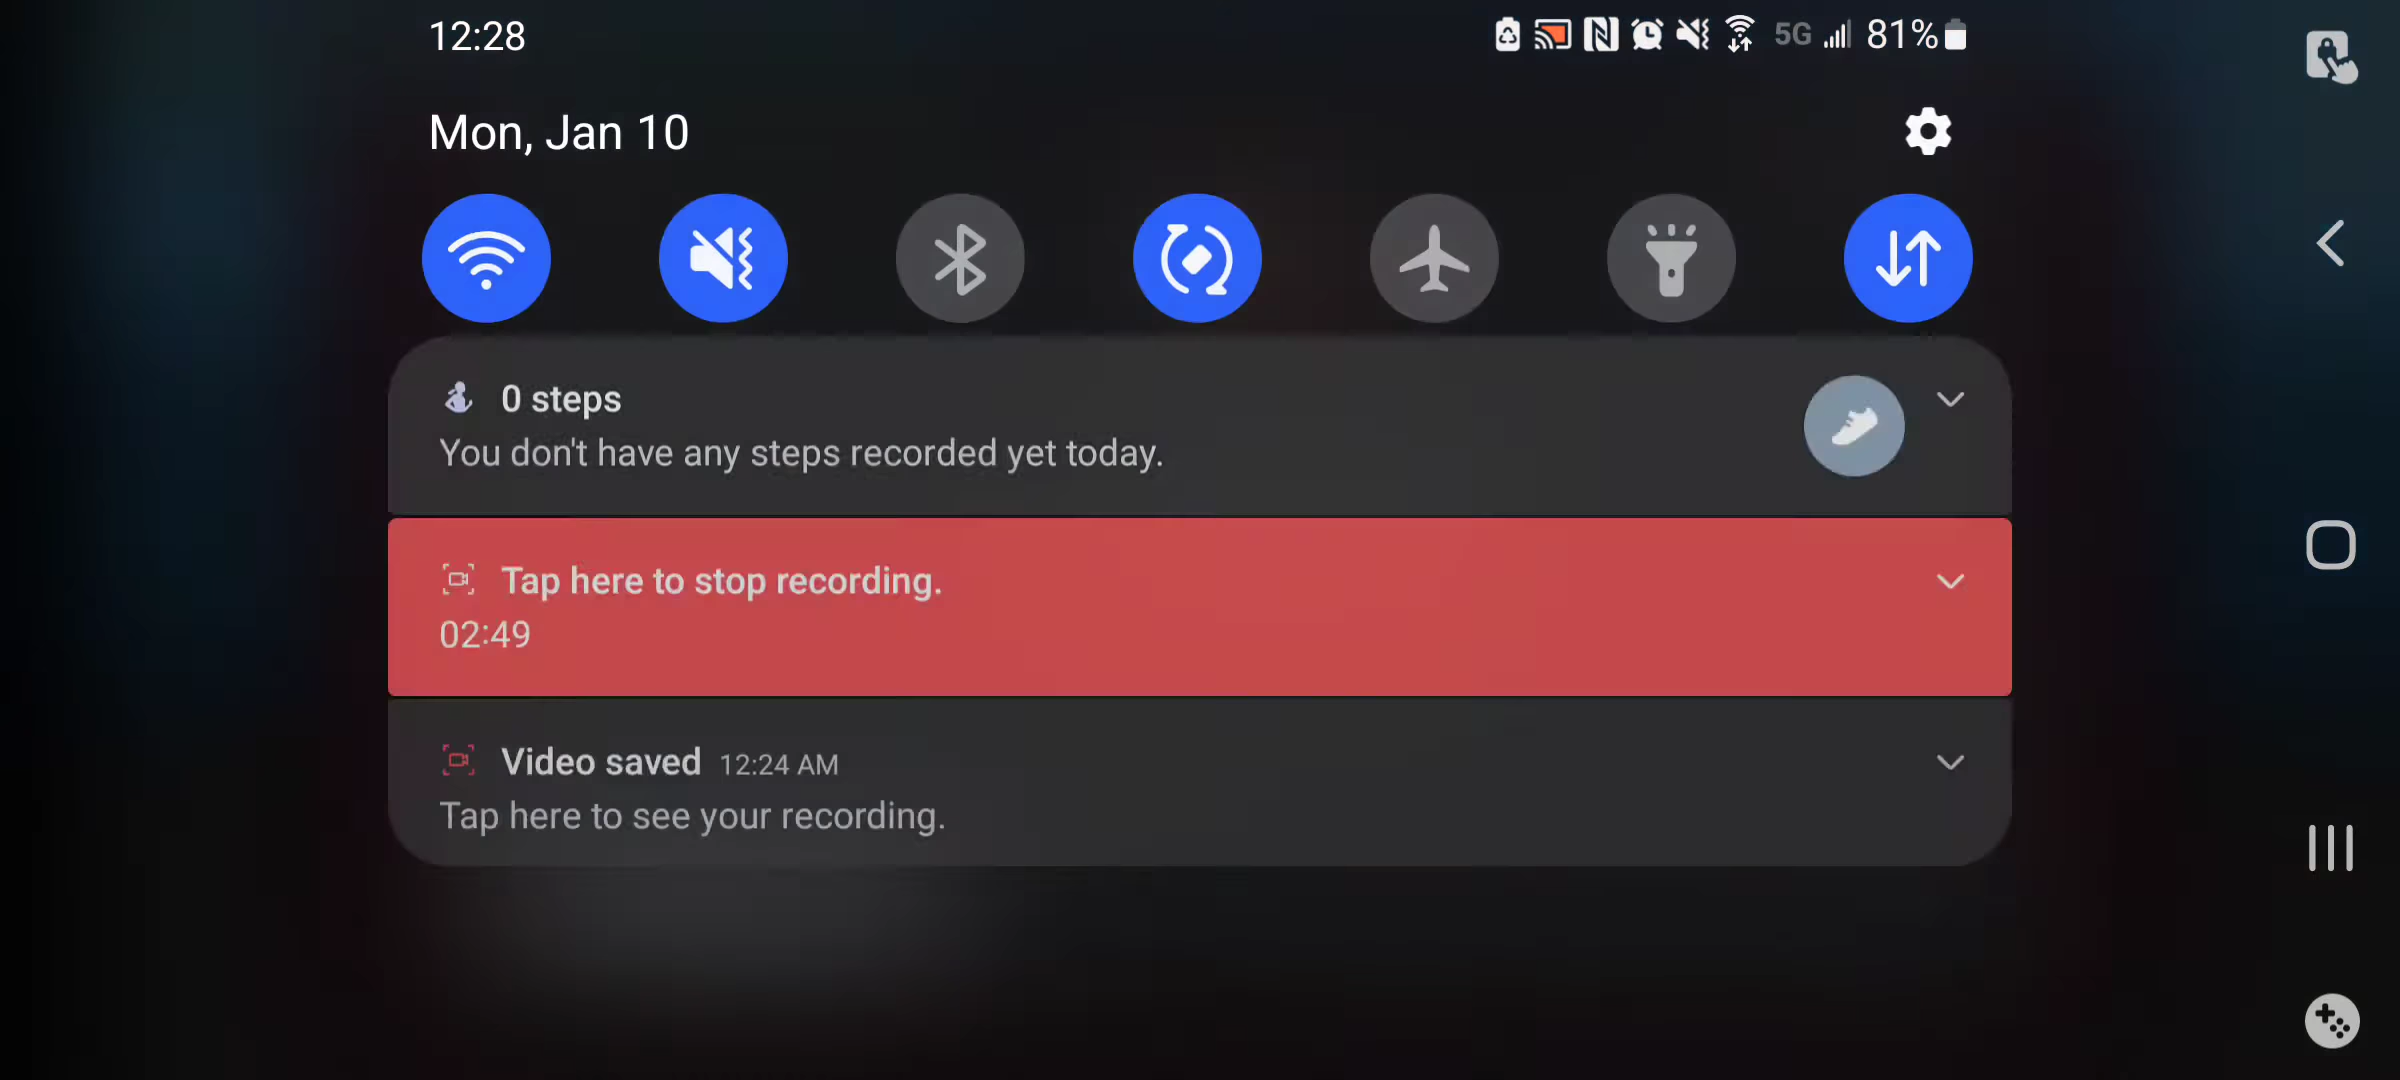 12:28
5G 81%
Mon, Jan 10
0 steps
You don't have any steps recorded yet today.
Tap here to stop recording.
02:49
Video saved 12:24 AM
Tap here to see your recording.